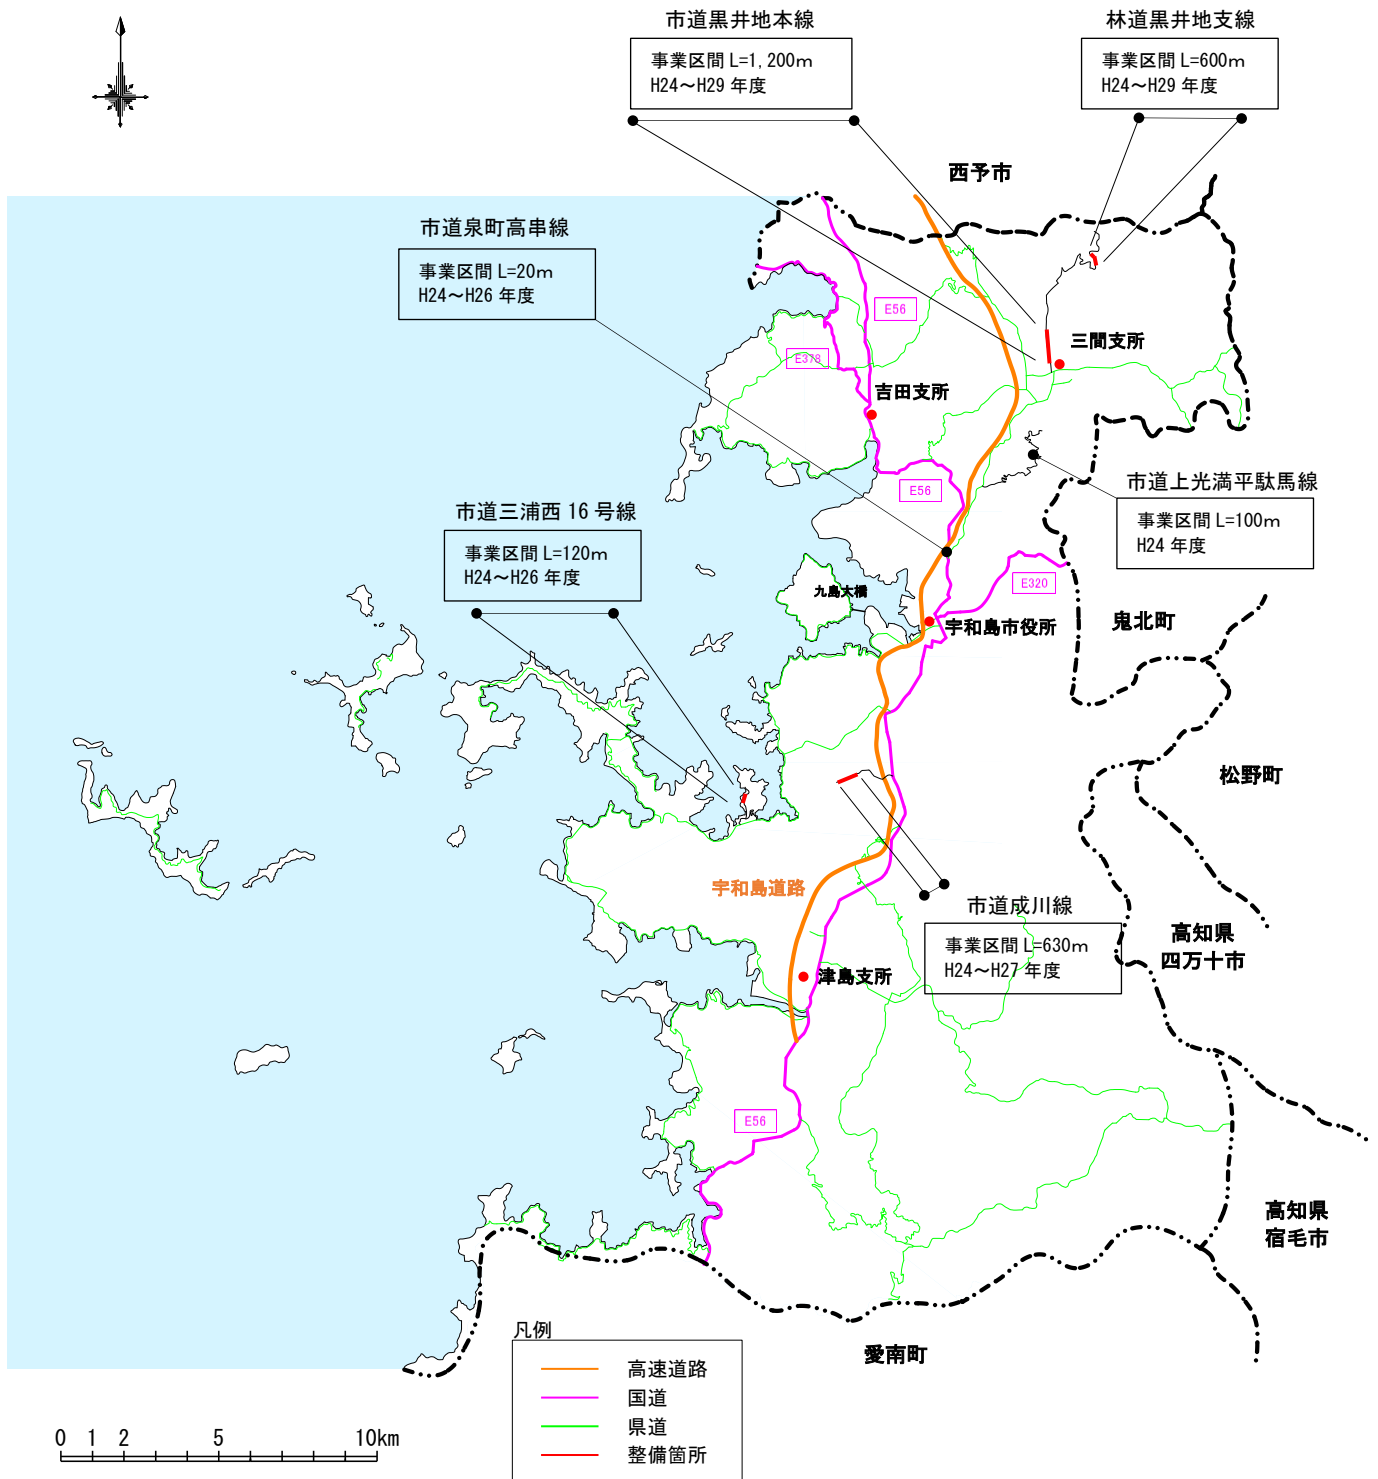 市道黒井地本線
事業区間 L=1,200m
H24～H29 年度
林道黒井地支線
事業区間 L=600m
H24～H29 年度
西予市
市道泉町高串線
事業区間 L=20m
H24～H26 年度
E56
三間支所
E378
吉田支所
E56
市道上光満平駄馬線
事業区間 L=100m
H24 年度
市道三浦西 16 号線
事業区間 L=120m
H24～H26 年度
E320
九島大橋
宇和島市役所
鬼北町
松野町
宇和島道路
市道成川線
事業区間 L=630m
H24～H27 年度
高知県
四万十市
津島支所
E56
高知県
宿毛市
愛南町
凡例
高速道路
国道
県道
整備箇所
0 1 2 5 10km